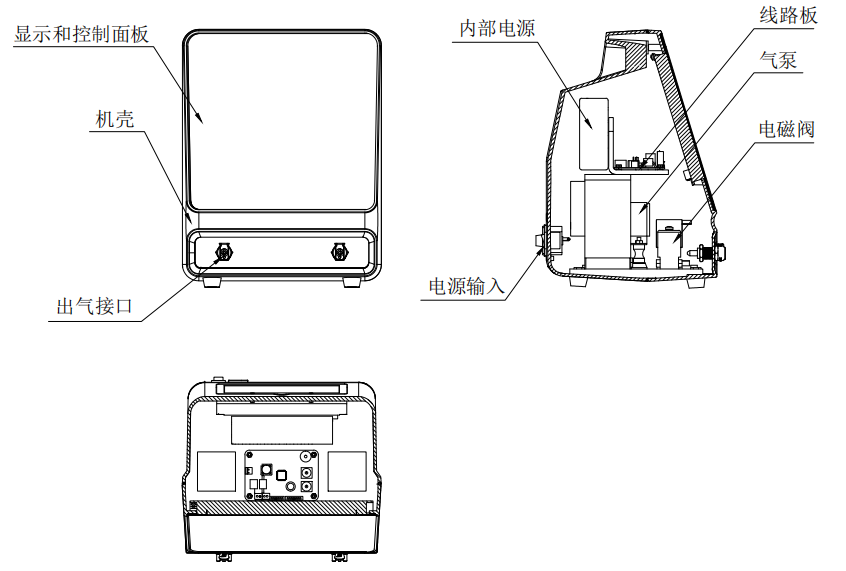 显示和控制面板
机壳
出气接口
内部电源
线路板
气泵
电磁阀
电源输入